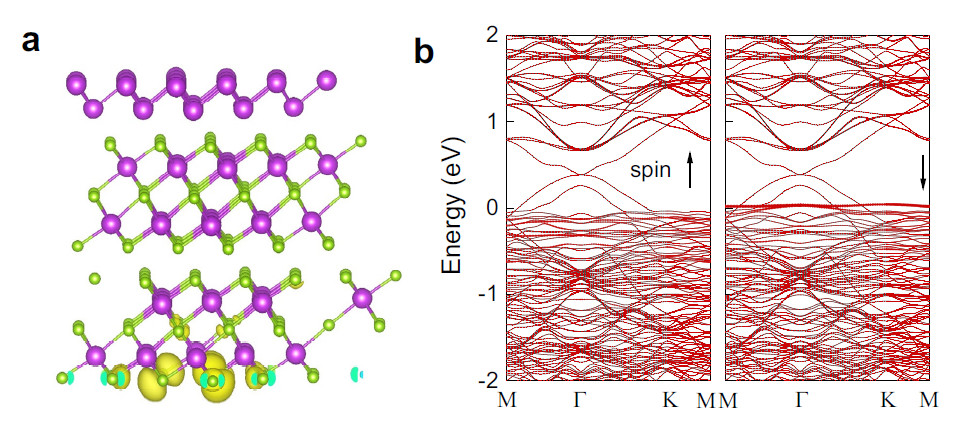 a
b
Energy (eV)
2
1
0
-1
-2
spin
M Γ K M M Γ K M